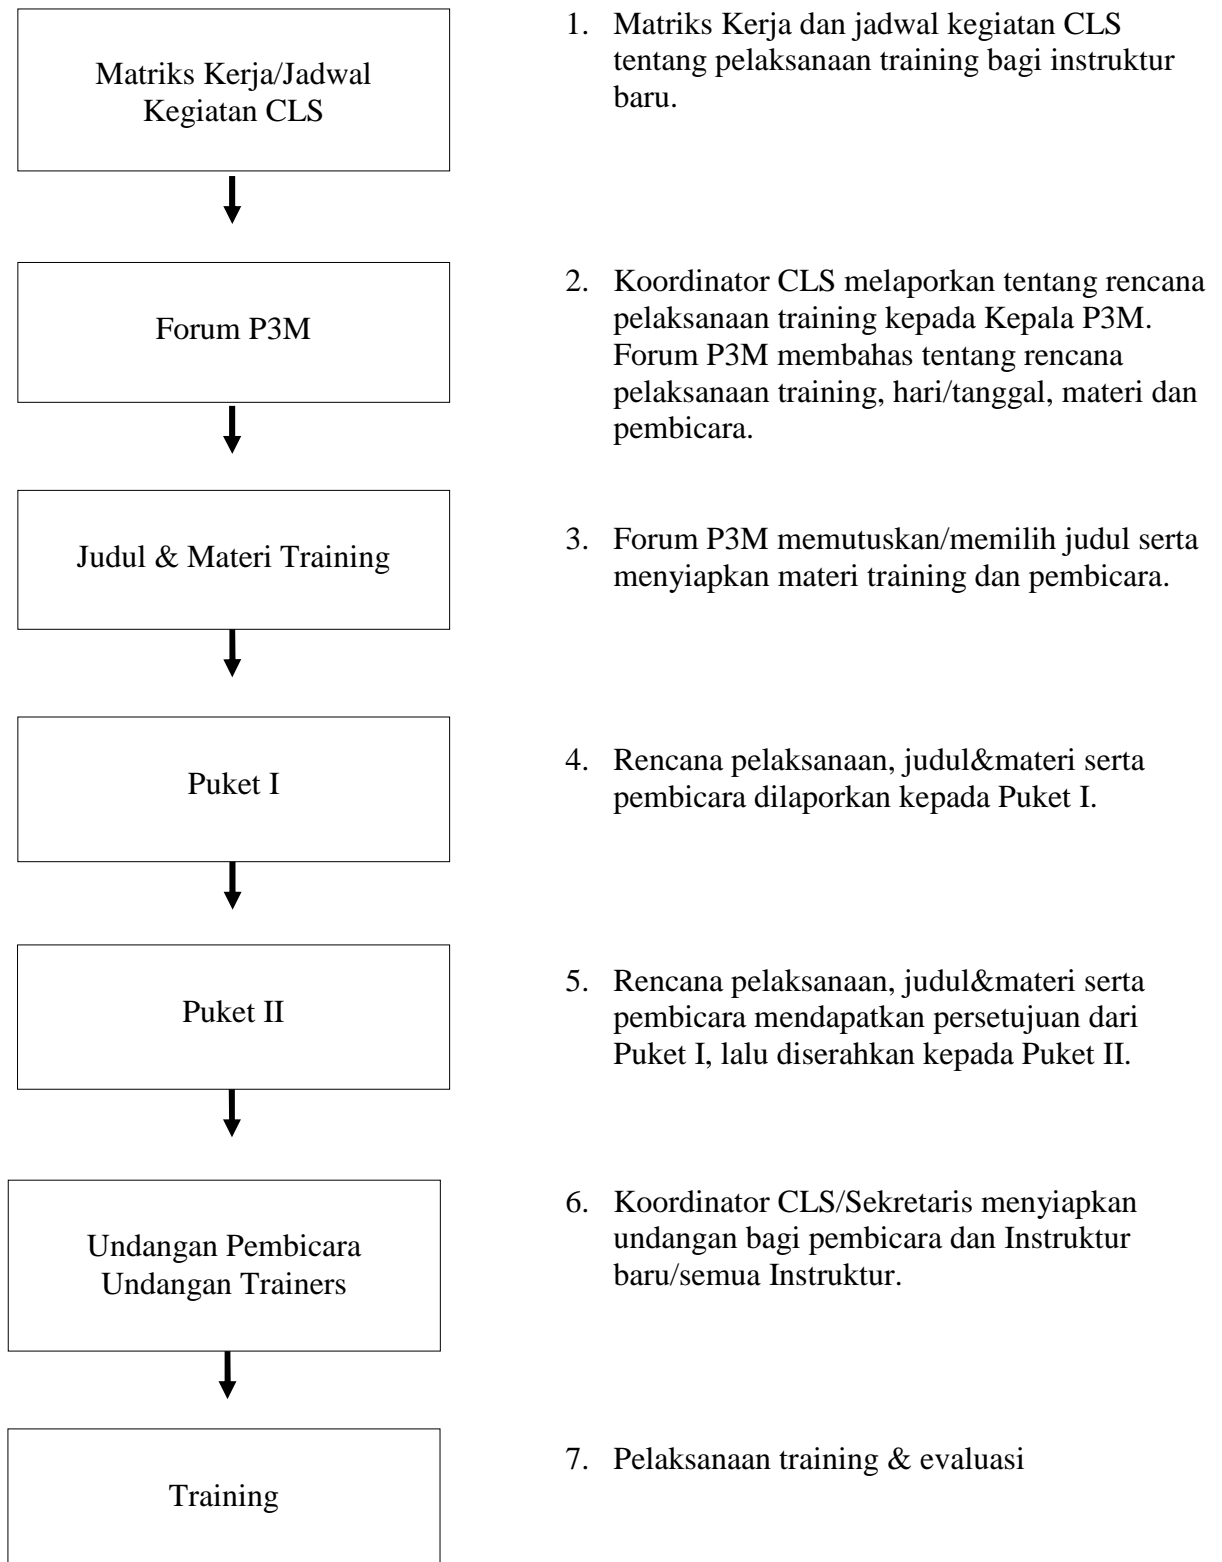 Matriks Kerja/Jadwal
Kegiatan CLS
1. Matriks Kerja dan jadwal kegiatan CLS
tentang pelaksanaan training bagi instruktur
baru.
Forum P3M
2. Koordinator CLS melaporkan tentang rencana
pelaksanaan training kepada Kepala P3M.
Forum P3M membahas tentang rencana
pelaksanaan training, hari/tanggal, materi dan
pembicara.
Judul & Materi Training
3. Forum P3M memutuskan/memilih judul serta
menyiapkan materi training dan pembicara.
Puket I
4. Rencana pelaksanaan, judul&materi serta
pembicara dilaporkan kepada Puket I.
Puket II
5. Rencana pelaksanaan, judul&materi serta
pembicara mendapatkan persetujuan dari
Puket I, lalu diserahkan kepada Puket II.
Undangan Pembicara
Undangan Trainers
6. Koordinator CLS/Sekretaris menyiapkan
undangan bagi pembicara dan Instruktur
baru/semua Instruktur.
Training
7. Pelaksanaan training & evaluasi